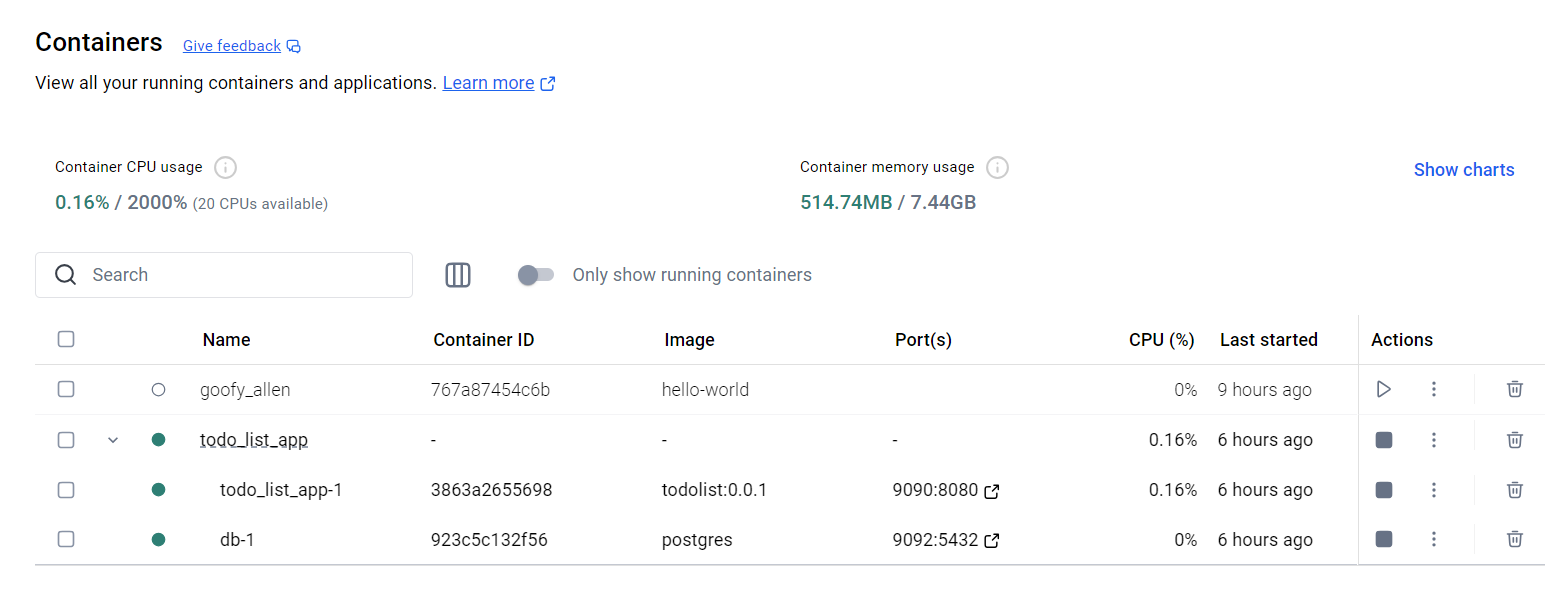 Containers Give feedback
View all your running containers and applications. Learn more
Container CPU usage Container memory usage Show charts
0.16% / 2000% (20 CPUs available) 514.74MB / 7.44GB
Search Only show running containers
Name Container ID Image Port(s) CPU (%) Last started Actions
goofy_allen 767a87454c6b hello-world 0% 9 hours ago
todo_list_app - - - 0.16% 6 hours ago
todo_list_app-1 3863a2655698 todolist:0.0.1 9090:8080 0.16% 6 hours ago
db-1 923c5c132f56 postgres 9092:5432 0% 6 hours ago